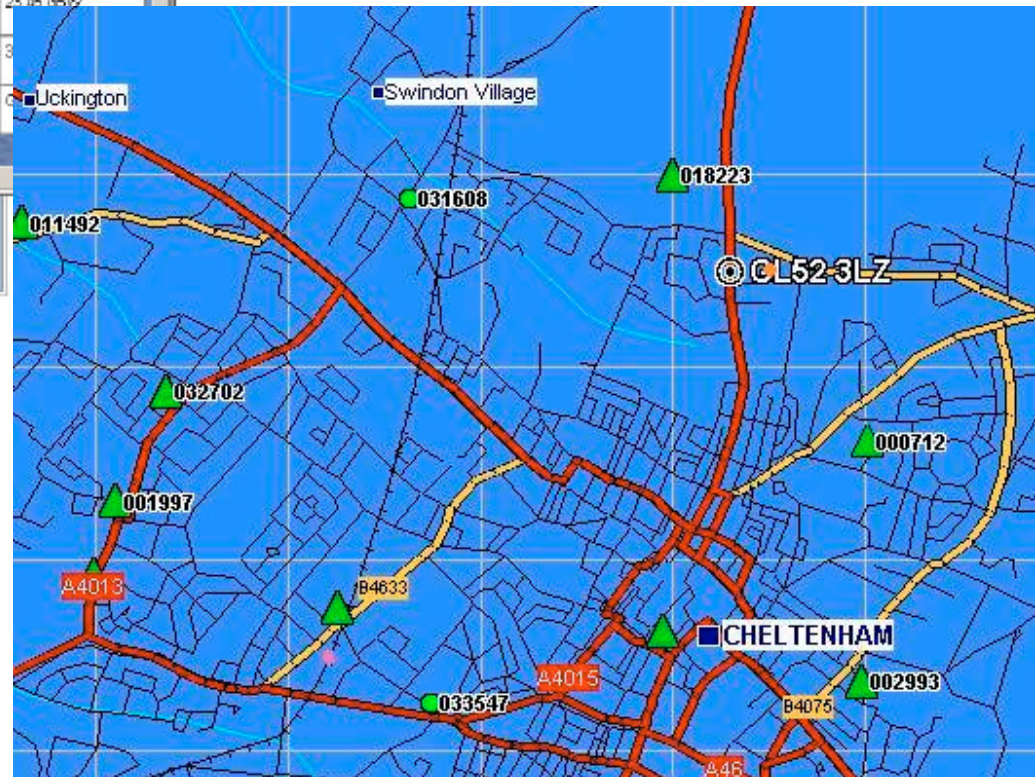 Uckington
Swindon Village
018223
031608
011492
GL52 3LZ
032702
000712
001997
A4013
B4633
CHELTENHAM
A4015
002993
033547
B4075
A46